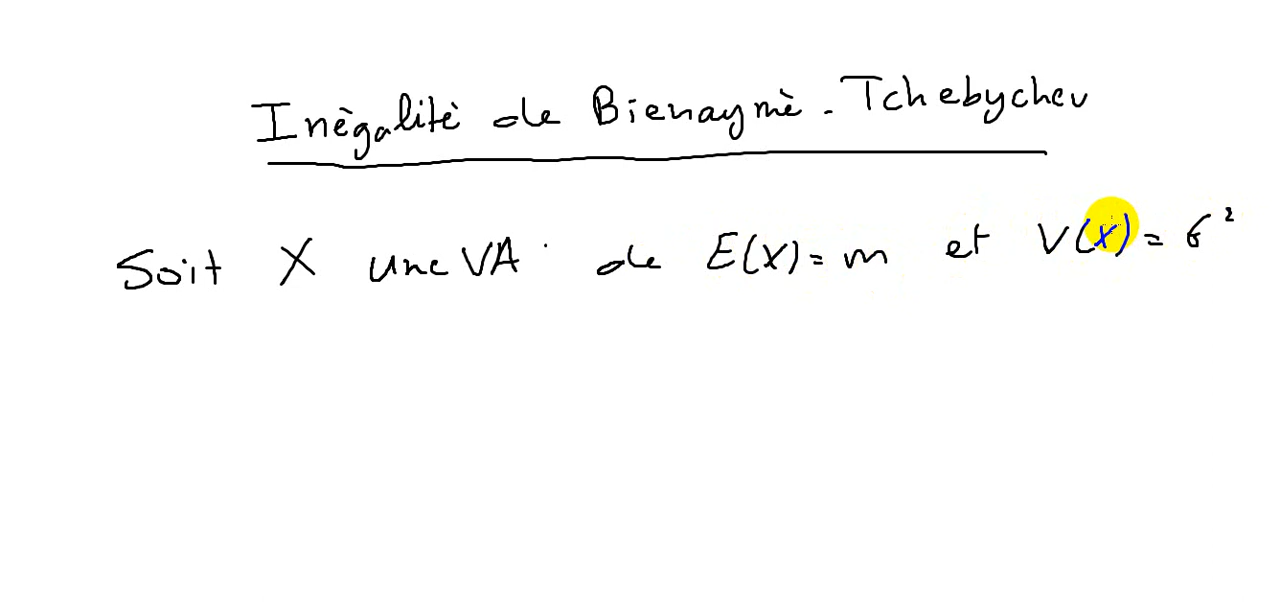 Inègalitè de Bienaymè - Tchebychev
Soit X une VA de E(X) = m et V(X) = σ²